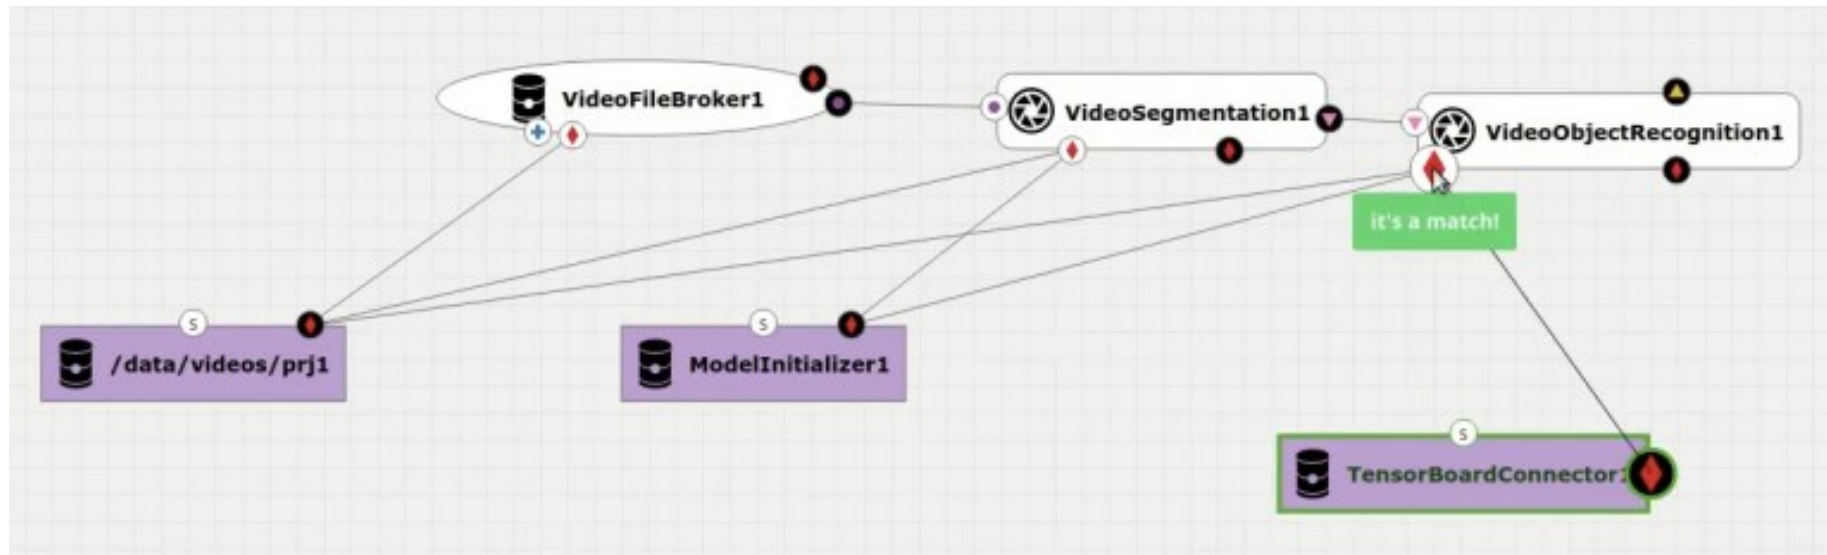 VideoFileBroker1
VideoSegmentation1
VideoObjectRecognition1
it's a match!
S
/data/videos/prj1
S
ModelInitializer1
S
TensorBoardConnector1